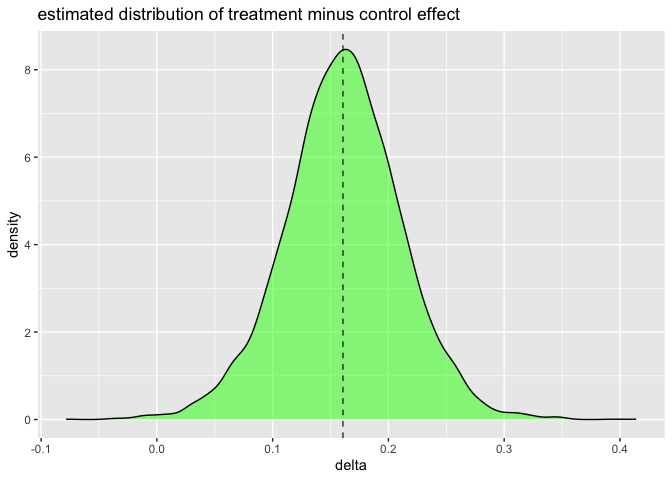 estimated distribution of treatment minus control effect
density
8
6
4
2
0
-0.1 0.0 0.1 0.2 0.3 0.4
delta